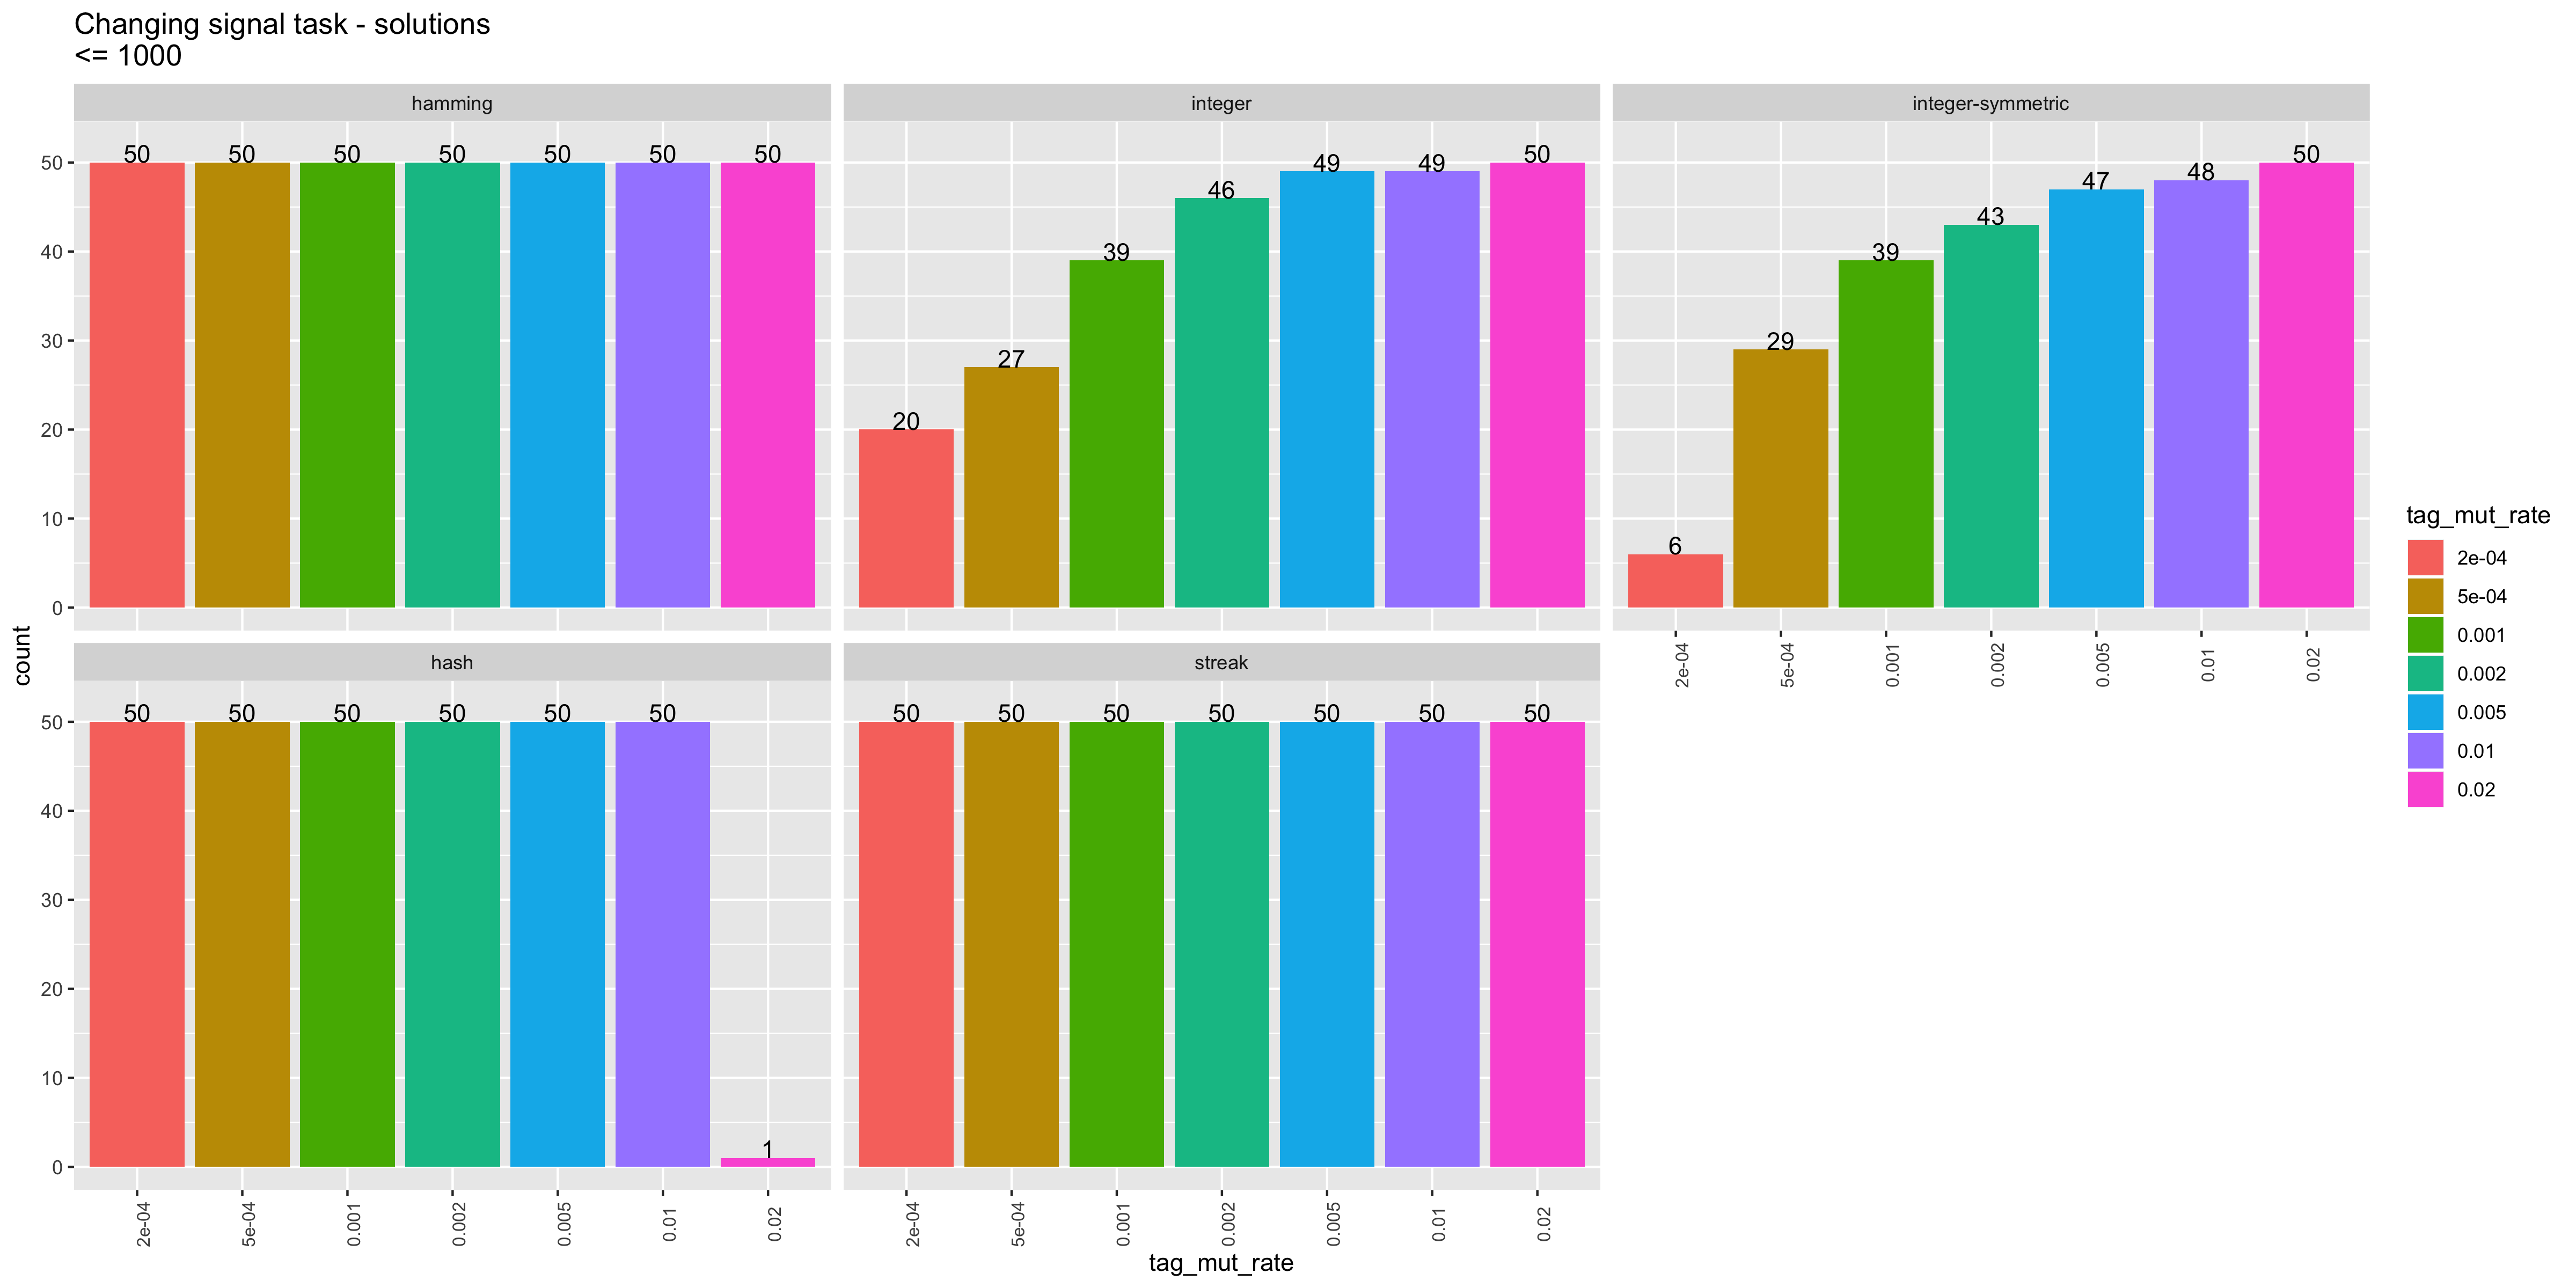 Changing signal task - solutions
<= 1000
hamming
integer
integer-symmetric
50 50 50 50 50 50 50
20 27 39 46 49 49 50
6 29 39 43 47 48 50
50
40
30
20
10
0
2e-04 5e-04 0.001 0.002 0.005 0.01 0.02
hash
streak
50 50 50 50 50 50 1
50 50 50 50 50 50 50
50
40
30
20
10
0
2e-04 5e-04 0.001 0.002 0.005 0.01 0.02
2e-04 5e-04 0.001 0.002 0.005 0.01 0.02
count
tag_mut_rate
tag_mut_rate
2e-04
5e-04
0.001
0.002
0.005
0.01
0.02